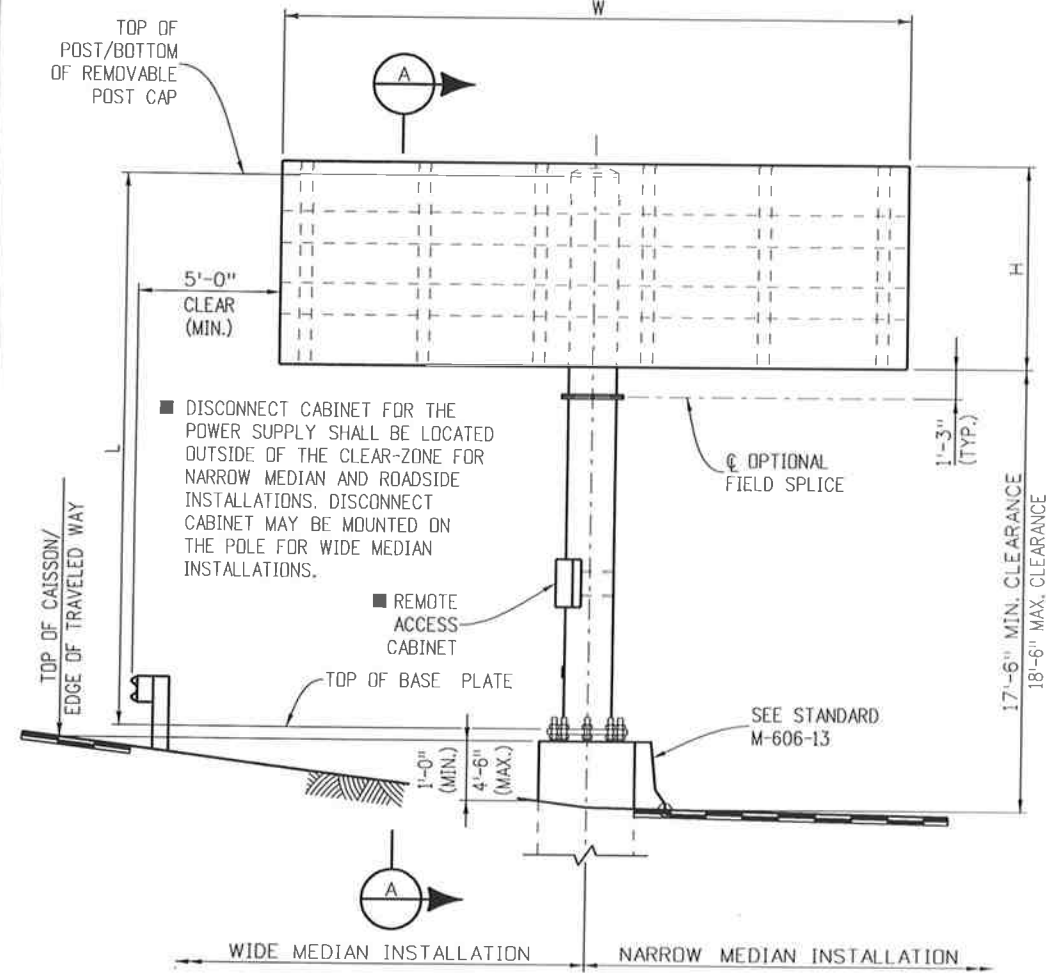 W
TOP OF
POST/BOTTOM
OF REMOVABLE
POST CAP
A
5'-0"
CLEAR
(MIN.)
H
L
■ DISCONNECT CABINET FOR THE
POWER SUPPLY SHALL BE LOCATED
OUTSIDE OF THE CLEAR-ZONE FOR
NARROW MEDIAN AND ROADSIDE
INSTALLATIONS. DISCONNECT
CABINET MAY BE MOUNTED ON
THE POLE FOR WIDE MEDIAN
INSTALLATIONS.
1'-3"
(TYP.)
℄ OPTIONAL
FIELD SPLICE
17'-6" MIN. CLEARANCE
18'-6" MAX. CLEARANCE
■ REMOTE
ACCESS
CABINET
TOP OF CAISSON/
EDGE OF TRAVELED WAY
TOP OF BASE PLATE
SEE STANDARD
M-606-13
1'-0"
(MIN.)
4'-6"
(MAX.)
A
WIDE MEDIAN INSTALLATION
NARROW MEDIAN INSTALLATION